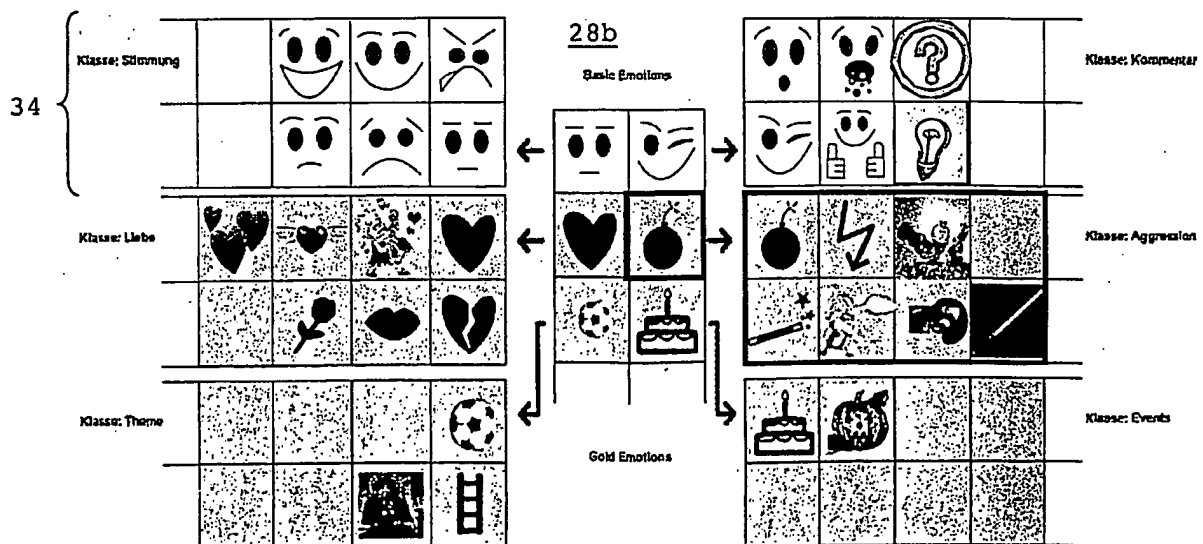 28b
Klasse: Stimmung
Basic Emotions
Klasse: Kommentar
34
Klasse: Liebe
Klasse: Aggression
Klasse: Theme
Gold Emotions
Klasse: Events
?